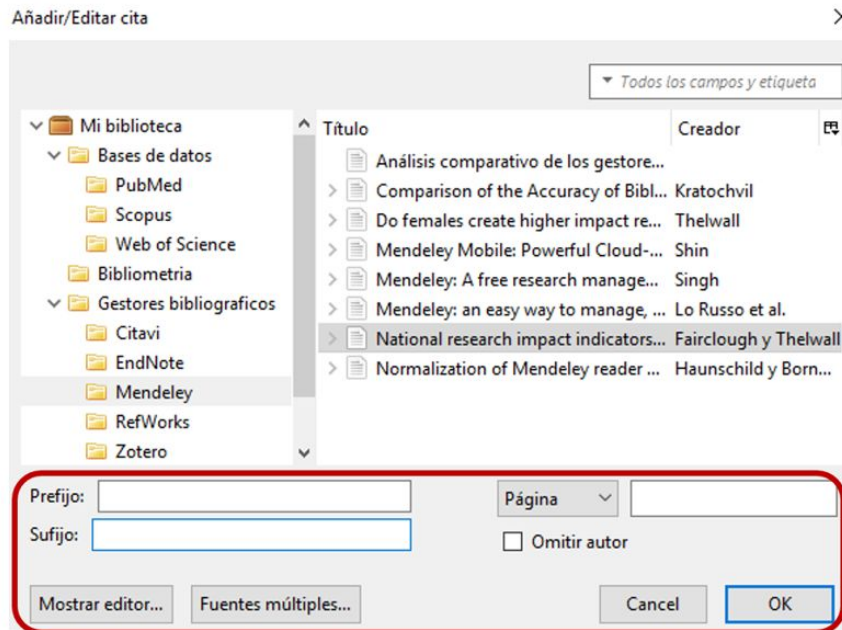 Añadir/Editar cita
Todos los campos y etiqueta
Mi biblioteca
Bases de datos
PubMed
Scopus
Web of Science
Bibliometria
Gestores bibliograficos
Citavi
EndNote
Mendeley
RefWorks
Zotero
Título Creador
Análisis comparativo de los gestore...
Comparison of the Accuracy of Bibl... Kratochvil
Do females create higher impact re... Thelwall
Mendeley Mobile: Powerful Cloud-... Shin
Mendeley: A free research manage... Singh
Mendeley: an easy way to manage, ... Lo Russo et al.
National research impact indicators... Fairclough y Thelwall
Normalization of Mendeley reader ... Haunschild y Born...
Prefijo:
Sufijo:
Página
Omitir autor
Mostrar editor... Fuentes múltiples... Cancel OK